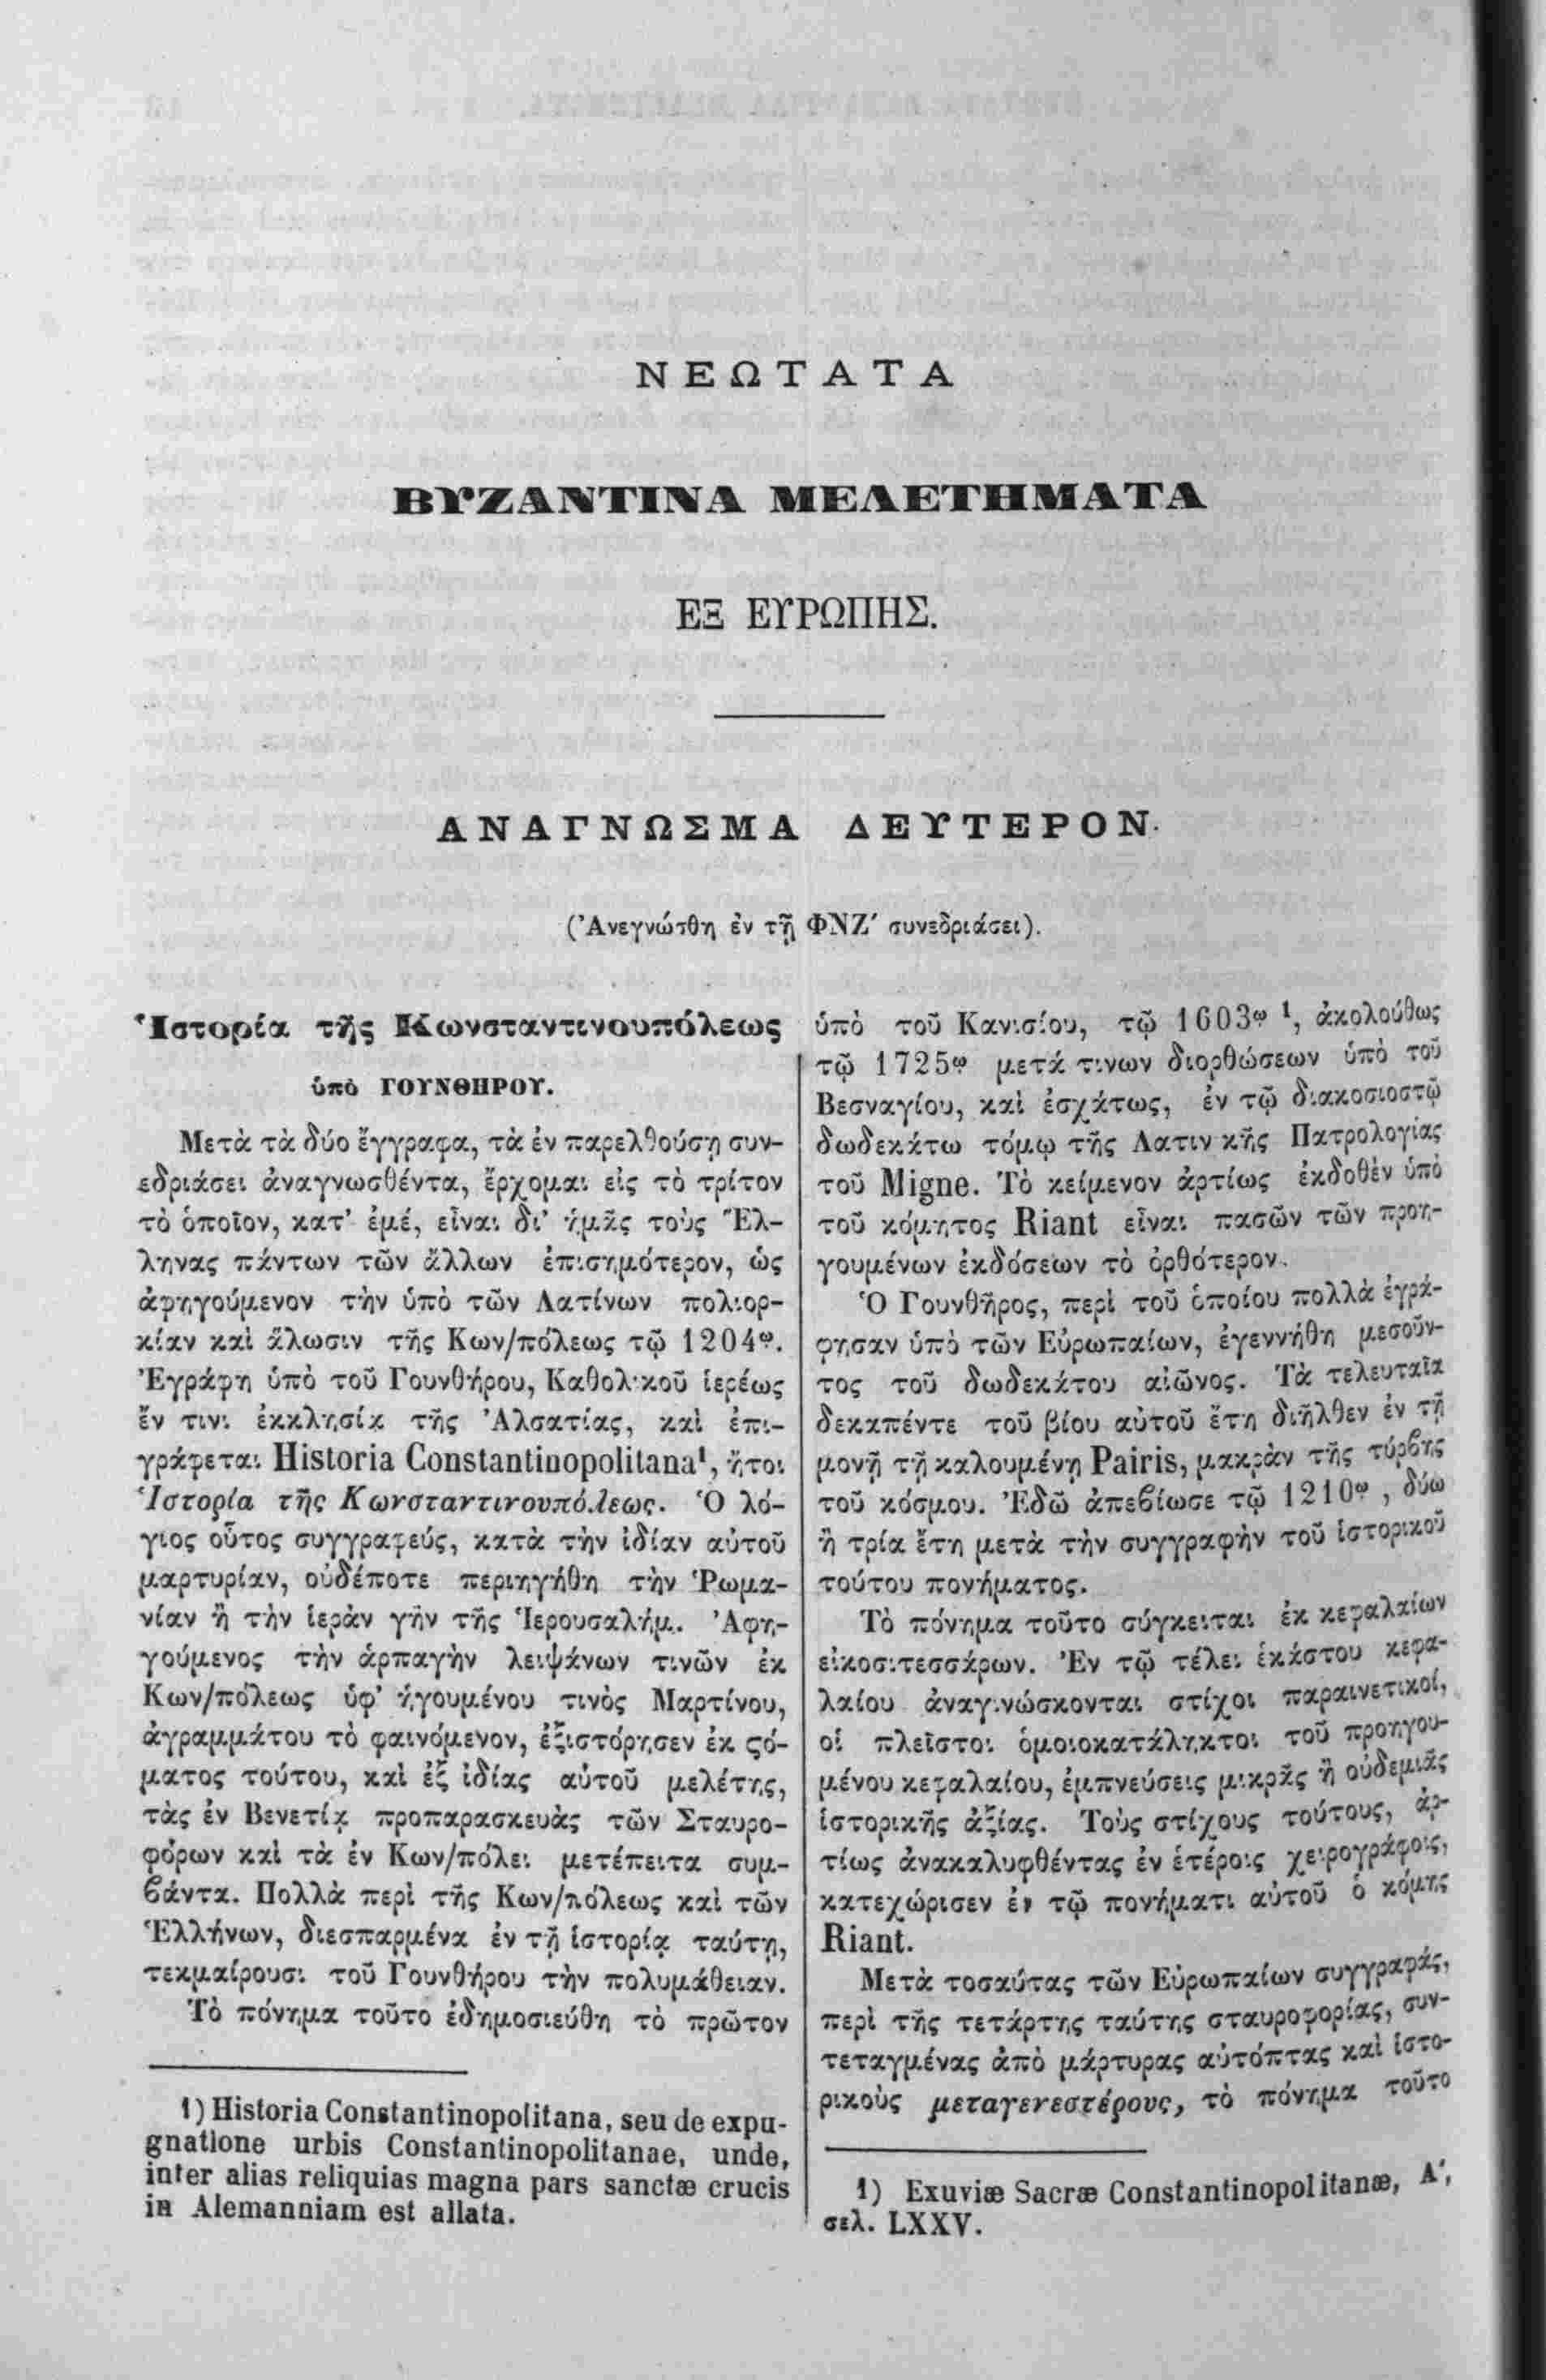 ΝΕΩΤΑΤΑ
ΒΥΖΑΝΤΙΝΑ ΜΕΛΕΤΗΜΑΤΑ
ΕΞ ΕΥΡΩΠΗΣ.
ΑΝΑΓΝΩΣΜΑ ΔΕΥΤΕΡΟΝ.
(Ἀνεγνώσθη ἐν τῇ ΦΝΖ΄ συνεδριάσει).
Ἱστορία τῆς Κωνσταντινουπόλεως
ὑπὸ ΓΟΥΝΘΗΡΟΥ.
Μετὰ τὰ δύο ἔγγραφα, τὰ ἐν παρελθούσῃ συν-
εδριάσει ἀναγνωσθέντα, ἔρχομαι εἰς τὸ τρίτον
τὸ ὁποῖον, κατ' ἐμέ, εἶναι δι' ἡμᾶς τοὺς Ἕλ-
ληνας πάντων τῶν ἄλλων ἐπισημότερον, ὡς
ἀφηγούμενον τὴν ὑπὸ τῶν Λατίνων πολιορ-
κίαν καὶ ἅλωσιν τῆς Κων/πόλεως τῷ 1204ῳ.
Ἐγράφη ὑπὸ τοῦ Γουνθήρου, Καθολικοῦ ἱερέως
ἔν τινι ἐκκλησίᾳ τῆς Ἀλσατίας, καὶ ἐπι-
γράφεται Historia Constantinopolitana¹, ἤτοι
Ἱστορία τῆς Κωνσταντινουπόλεως. Ὁ λό-
γιος οὗτος συγγραφεύς, κατὰ τὴν ἰδίαν αὐτοῦ
μαρτυρίαν, οὐδέποτε περιηγήθη τὴν Ῥωμα-
νίαν ἢ τὴν ἱερὰν γῆν τῆς Ἱερουσαλήμ. Ἀφη-
γούμενος τὴν ἁρπαγὴν λειψάνων τινῶν ἐκ
Κων/πόλεως ὑφ' ἡγουμένου τινὸς Μαρτίνου,
ἀγραμμάτου τὸ φαινόμενον, ἐξιστόρησεν ἐκ ϛό-
ματος τούτου, καὶ ἐξ ἰδίας αὐτοῦ μελέτης,
τὰς ἐν Βενετίᾳ προπαρασκευὰς τῶν Σταυρο-
φόρων καὶ τὰ ἐν Κων/πόλει μετέπειτα συμ-
βάντα. Πολλὰ περὶ τῆς Κων/πόλεως καὶ τῶν
Ἑλλήνων, διεσπαρμένα ἐν τῇ ἱστορίᾳ ταύτῃ,
τεκμαίρουσι τοῦ Γουνθήρου τὴν πολυμάθειαν.
Τὸ πόνημα τοῦτο ἐδημοσιεύθη τὸ πρῶτον
1) Historia Constantinopolitana, seu de expu-
gnatione urbis Constantinopolitanae, unde,
inter alias reliquias magna pars sanctæ crucis
in Alemanniam est allata.
ὑπὸ τοῦ Κανισίου, τῷ 1603ῳ ¹, ἀκολούθως
τῷ 1725ῳ μετά τινων διορθώσεων ὑπὸ τοῦ
Βεσναγίου, καὶ ἐσχάτως, ἐν τῷ διακοσιοστῷ
δωδεκάτω τόμῳ τῆς Λατιν κῆς Πατρολογίας
τοῦ Migne. Τὸ κείμενον ἀρτίως ἐκδοθὲν ὑπὸ
τοῦ κόμητος Riant εἶναι πασῶν τῶν προη-
γουμένων ἐκδόσεων τὸ ὀρθότερον.
Ὁ Γουνθῆρος, περὶ τοῦ ὁποίου πολλὰ ἐγρά-
φησαν ὑπὸ τῶν Εὐρωπαίων, ἐγεννήθη μεσοῦν-
τος τοῦ δωδεκάτου αἰῶνος. Τὰ τελευταῖα
δεκαπέντε τοῦ βίου αὐτοῦ ἔτη διῆλθεν ἐν τῇ
μονῇ τῇ καλουμένῃ Pairis, μακρὰν τῆς τύρβης
τοῦ κόσμου. Ἐδῶ ἀπεβίωσε τῷ 1210ῳ , δύω
ἢ τρία ἔτη μετὰ τὴν συγγραφὴν τοῦ ἱστορικοῦ
τούτου πονήματος.
Τὸ πόνημα τοῦτο σύγκειται ἐκ κεφαλαίων
εἰκοσιτεσσάρων. Ἐν τῷ τέλει ἑκάστου κεφα-
λαίου ἀναγινώσκονται στίχοι παραινετικοί,
οἱ πλεῖστοι ὁμοιοκατάληκτοι τοῦ προηγου-
μένου κεφαλαίου, ἐμπνεύσεις μικρᾶς ἢ οὐδεμιᾶς
ἱστορικῆς ἀξίας. Τοὺς στίχους τούτους, ἀρ-
τίως ἀνακαλυφθέντας ἐν ἑτέροις χειρογράφοις,
κατεχώρισεν ἐν τῷ πονήματι αὐτοῦ ὁ κόμης
Riant.
Μετὰ τοσαύτας τῶν Εὐρωπαίων συγγραφάς,
περὶ τῆς τετάρτης ταύτης σταυροφορίας, συν-
τεταγμένας ἀπὸ μάρτυρας αὐτόπτας καὶ ἱστο-
ρικοὺς μεταγενεστέρους, τὸ πόνημα τοῦτο
1) Exuviæ Sacræ Constantinopolitanæ, Α΄,
σελ. LXXV.